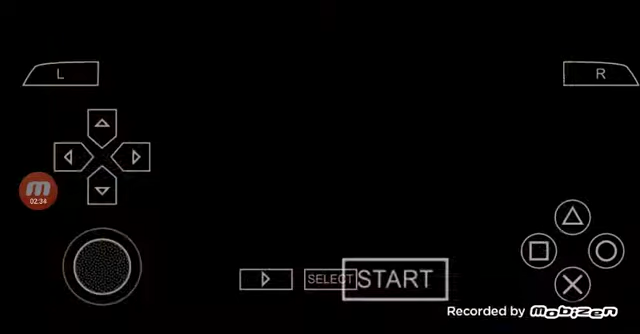 L
R
02:34
SELECT
START
Recorded by mobizen